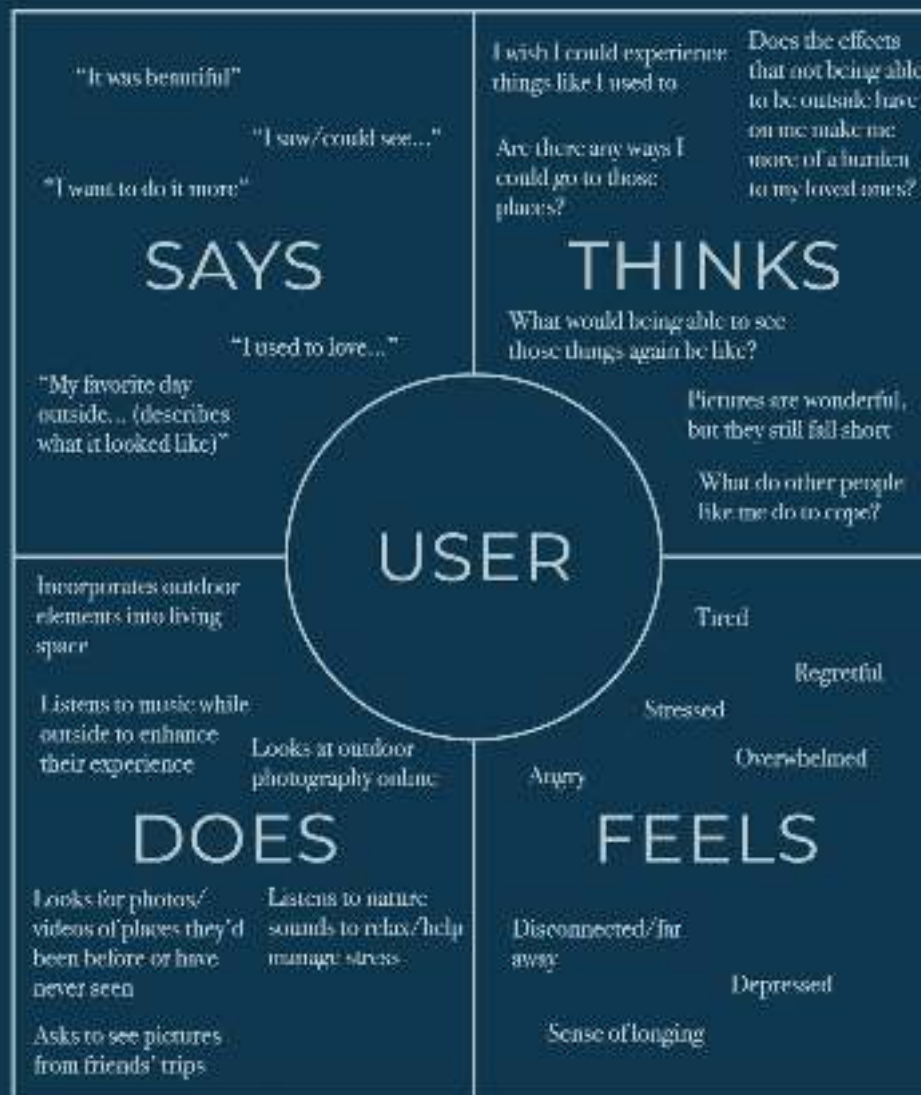 "It was beautiful"
"I saw/could see..."
"I want to do it more"
SAYS
"I used to love..."
"My favorite day
outside... (describes
what it looked like)"
I wish I could experience
things like I used to
Does the effects
that not being able
to be outside have
on me make me
more of a burden
to my loved ones?
Are there any ways I
could go to those
places?
THINKS
What would being able to see
those things again be like?
Pictures are wonderful,
but they still fall short
What do other people
like me do to cope?
USER
Incorporates outdoor
elements into living
space
Listens to music while
outside to enhance
their experience
Looks at outdoor
photography online
DOES
Looks for photos/
videos of places they'd
been before or have
never seen
Listens to nature
sounds to relax/help
manage stress
Asks to see pictures
from friends' trips
Tired
Regretful
Stressed
Overwhelmed
Angry
FEELS
Disconnected/far
away
Depressed
Sense of longing